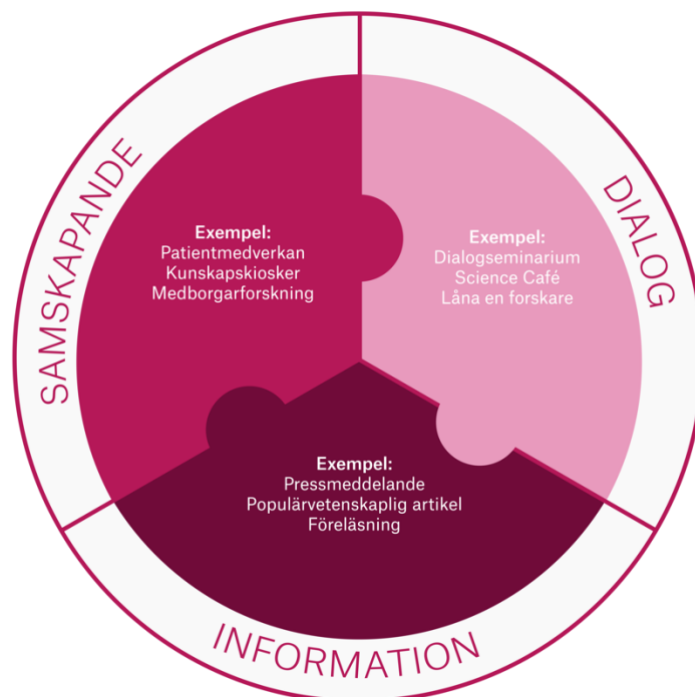 SAMSKAPANDE
Exempel:
Patientmedverkan
Kunskapskiosker
Medborgarforskning
DIALOG
Exempel:
Dialogseminarium
Science Café
Låna en forskare
Exempel:
Pressmeddelande
Populärvetenskaplig artikel
Föreläsning
INFORMATION